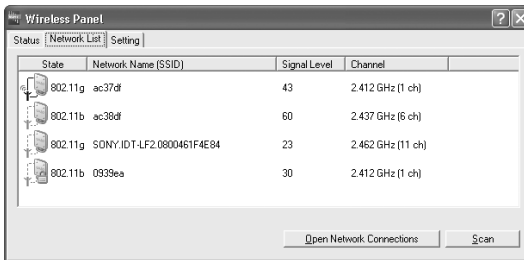 Wireless Panel
Status Network List Setting
State Network Name (SSID) Signal Level Channel
802.11g ac37df 43 2.412 GHz (1 ch)
802.11b ac38df 60 2.437 GHz (6 ch)
802.11g SONY.IDT-LF2.0800461F4E84 23 2.462 GHz (11 ch)
802.11b 0939ea 30 2.412 GHz (1 ch)
Open Network Connections Scan